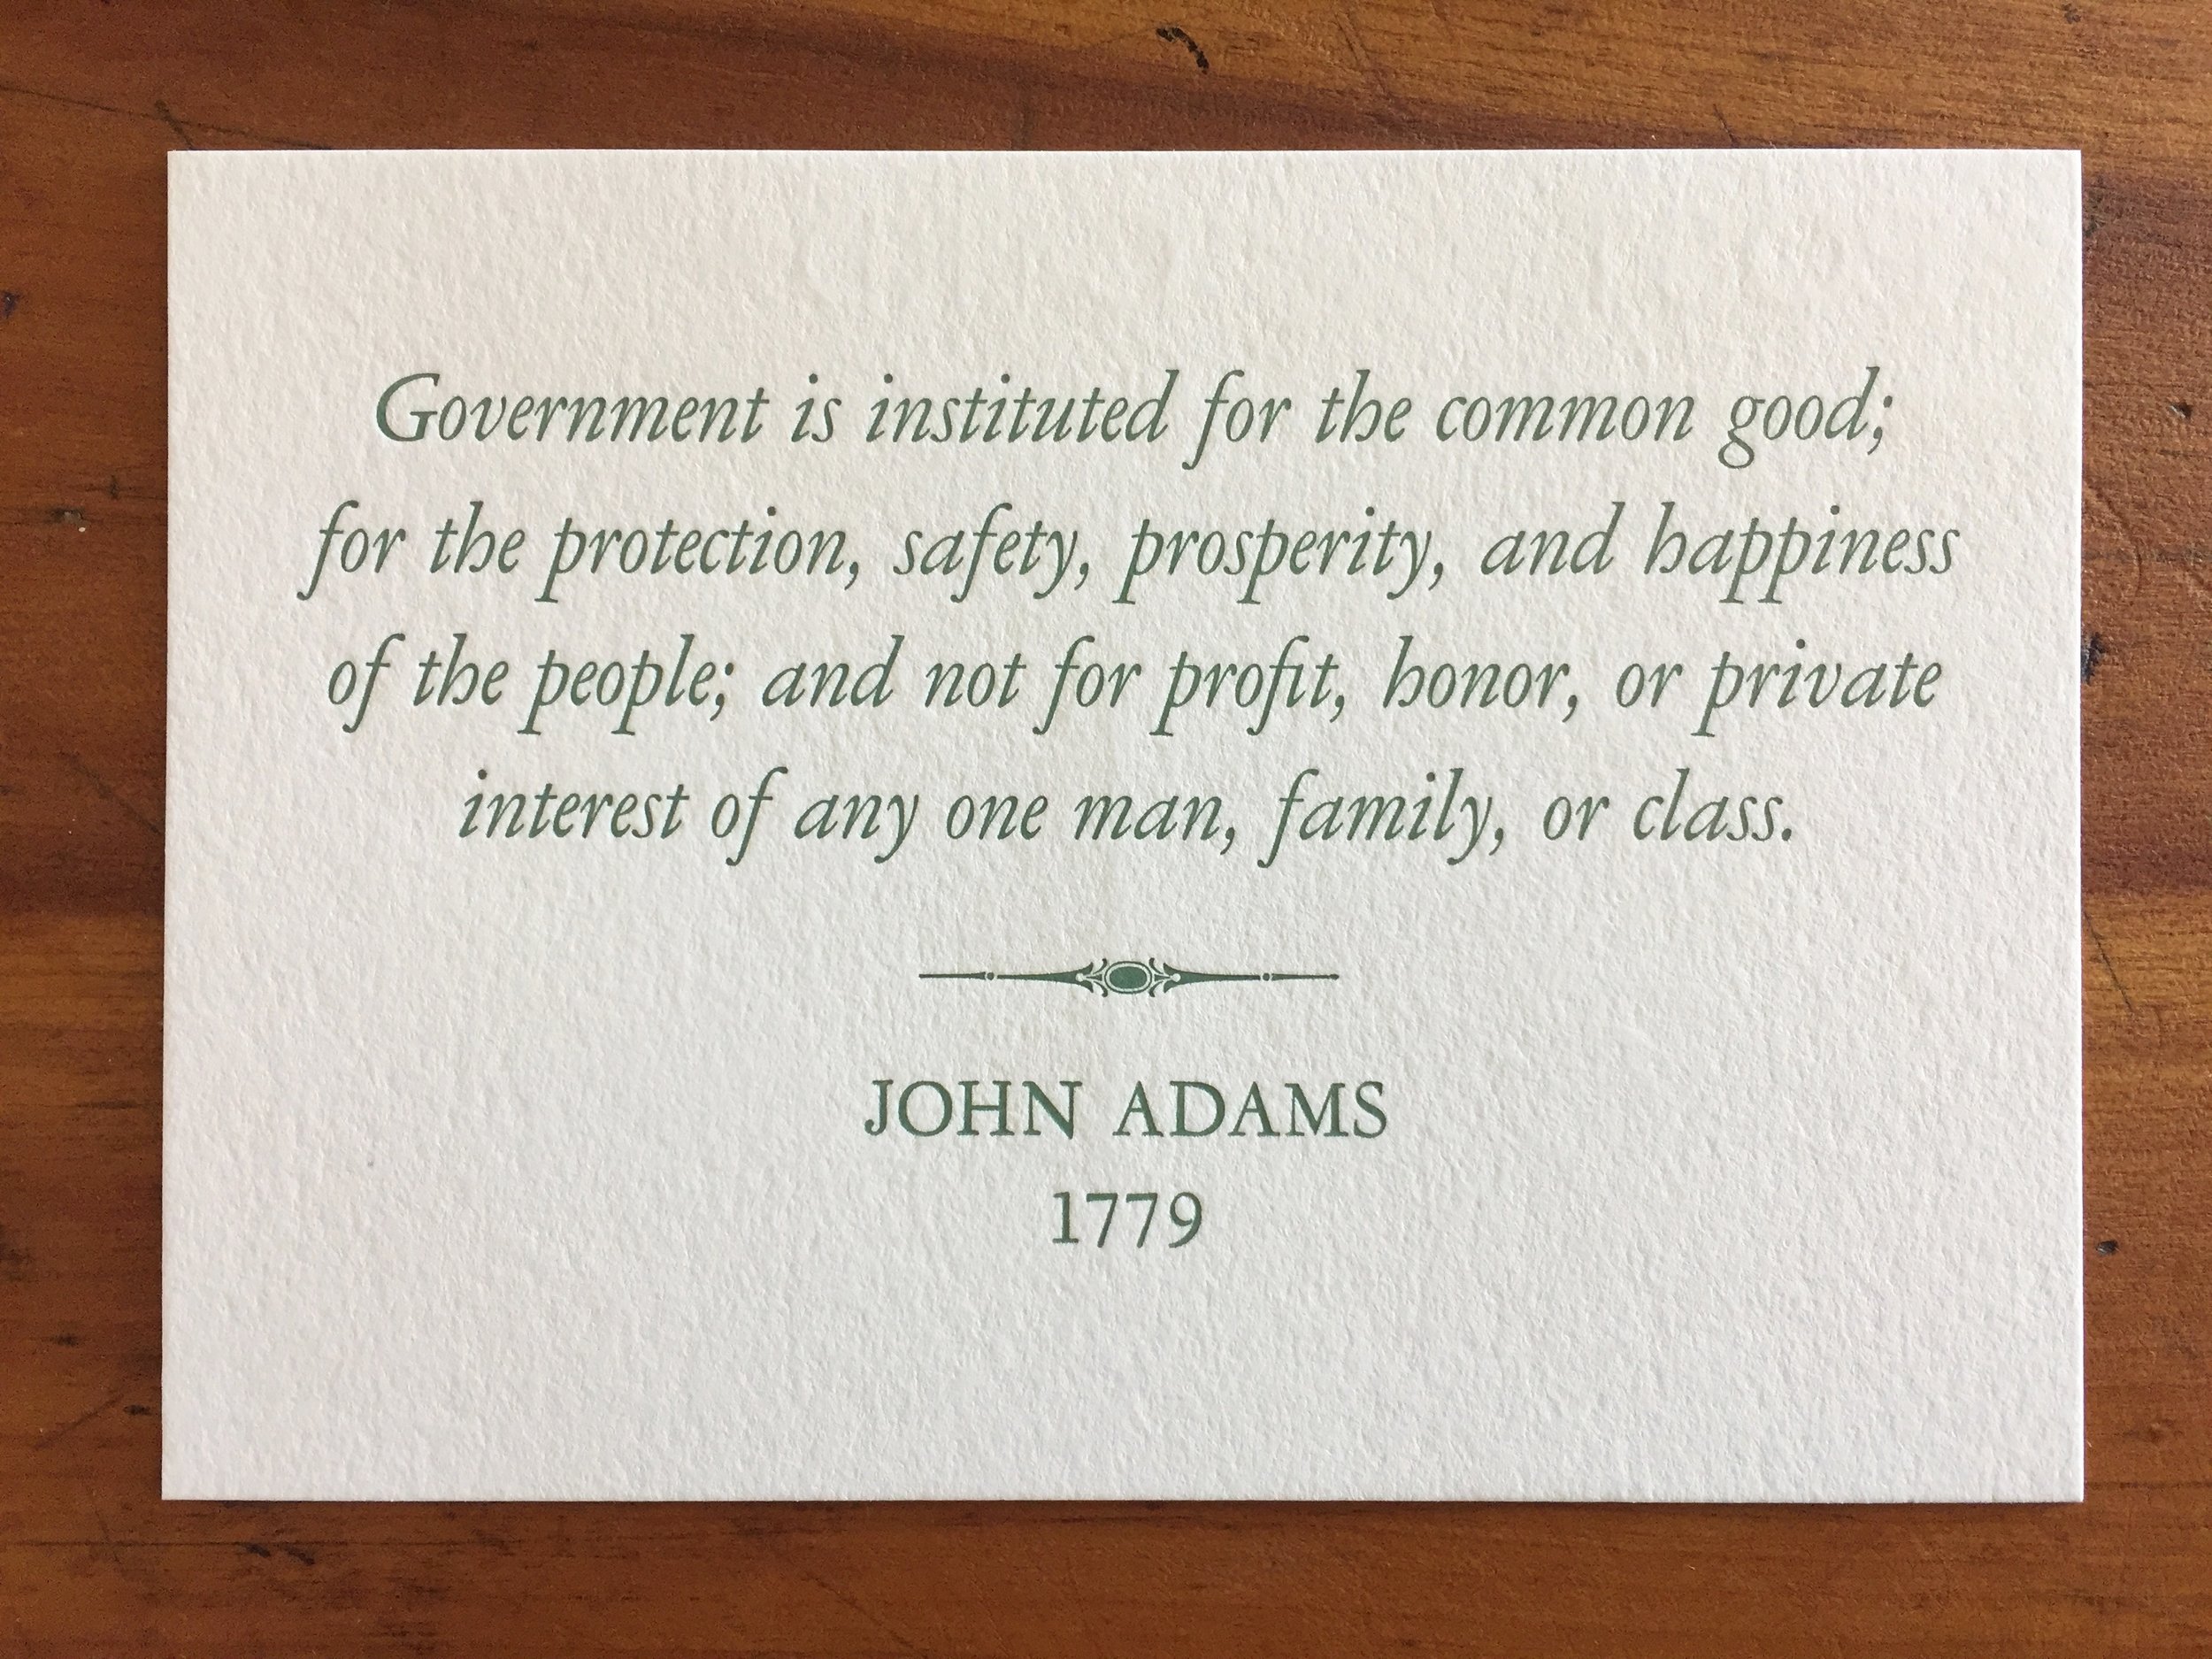 Government is instituted for the common good;
for the protection, safety, prosperity, and happiness
of the people; and not for profit, honor, or private
interest of any one man, family, or class.
JOHN ADAMS
1779